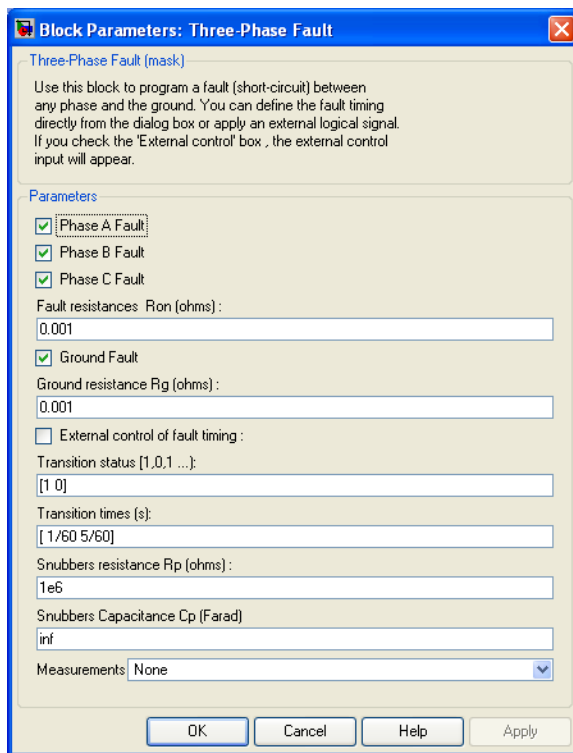 Block Parameters: Three-Phase Fault
Three-Phase Fault (mask)
Use this block to program a fault (short-circuit) between
any phase and the ground. You can define the fault timing
directly from the dialog box or apply an external logical signal.
If you check the 'External control' box , the external control
input will appear.
Parameters
Phase A Fault
Phase B Fault
Phase C Fault
Fault resistances Ron (ohms) :
0.001
Ground Fault
Ground resistance Rg (ohms) :
0.001
External control of fault timing :
Transition status [1,0,1 ...):
[1 0]
Transition times (s):
[ 1/60 5/60]
Snubbers resistance Rp (ohms) :
1e6
Snubbers Capacitance Cp (Farad)
inf
Measurements None
OK Cancel Help Apply